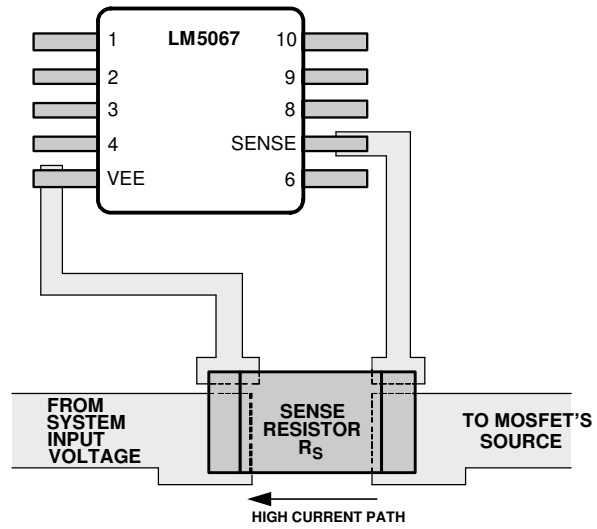 LM5067
1
2
3
4
VEE
10
9
8
SENSE
6
FROM
SYSTEM
INPUT
VOLTAGE
SENSE
RESISTOR
RS
TO MOSFET'S
SOURCE
HIGH CURRENT PATH